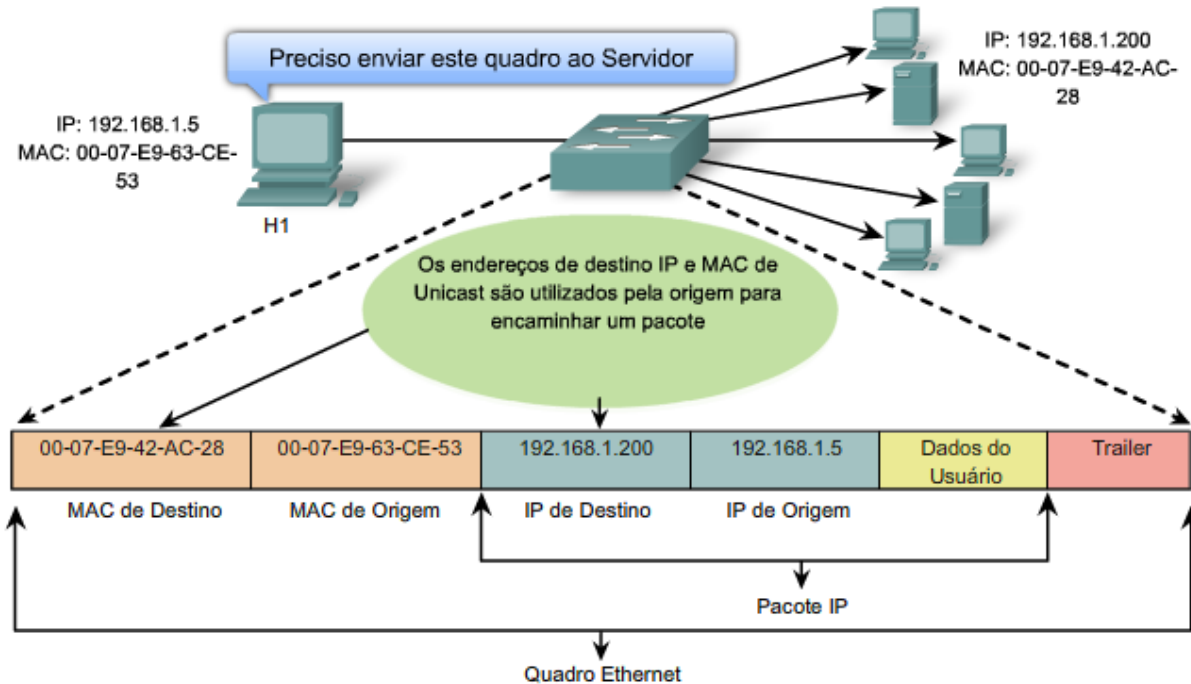 Preciso enviar este quadro ao Servidor
IP: 192.168.1.200
MAC: 00-07-E9-42-AC-
28
IP: 192.168.1.5
MAC: 00-07-E9-63-CE-
53
H1
Os endereços de destino IP e MAC de
Unicast são utilizados pela origem para
encaminhar um pacote
00-07-E9-42-AC-28
00-07-E9-63-CE-53
192.168.1.200
192.168.1.5
Dados do
Usuário
Trailer
MAC de Destino
MAC de Origem
IP de Destino
IP de Origem
Pacote IP
Quadro Ethernet